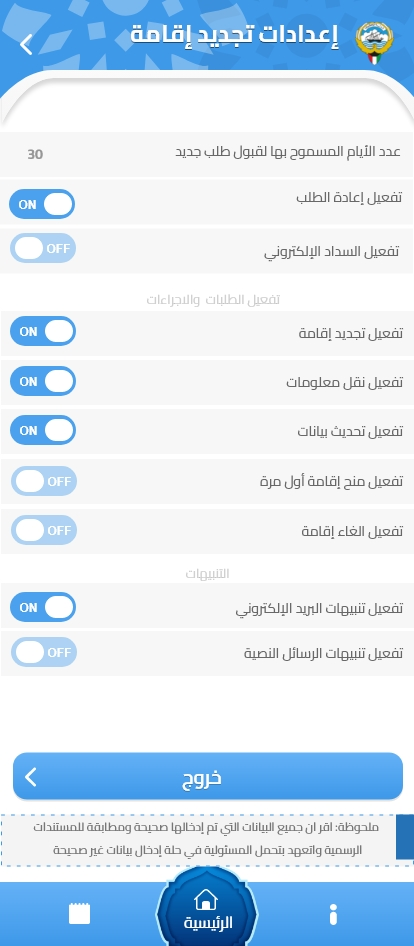 إعدادات تجديد إقامة
عدد الأيام المسموح بها لقبول طلب جديد
30
تفعيل إعادة الطلب
ON
تفعيل السداد الإلكتروني
OFF
تفعيل الطلبات والاجراءات
تفعيل تجديد إقامة
ON
تفعيل نقل معلومات
ON
تفعيل تحديث بيانات
ON
تفعيل منح إقامة أول مرة
OFF
تفعيل الغاء إقامة
OFF
التنبيهات
تفعيل تنبيهات البريد الإلكتروني
ON
تفعيل تنبيهات الرسائل النصية
OFF
خروج
ملحوظة: اقر ان جميع البيانات التي تم إدخالها صحيحة ومطابقة للمستندات
الرسمية واتعهد بتحمل المسئولية في حلة إدخال بيانات غير صحيحة
الرئيسية